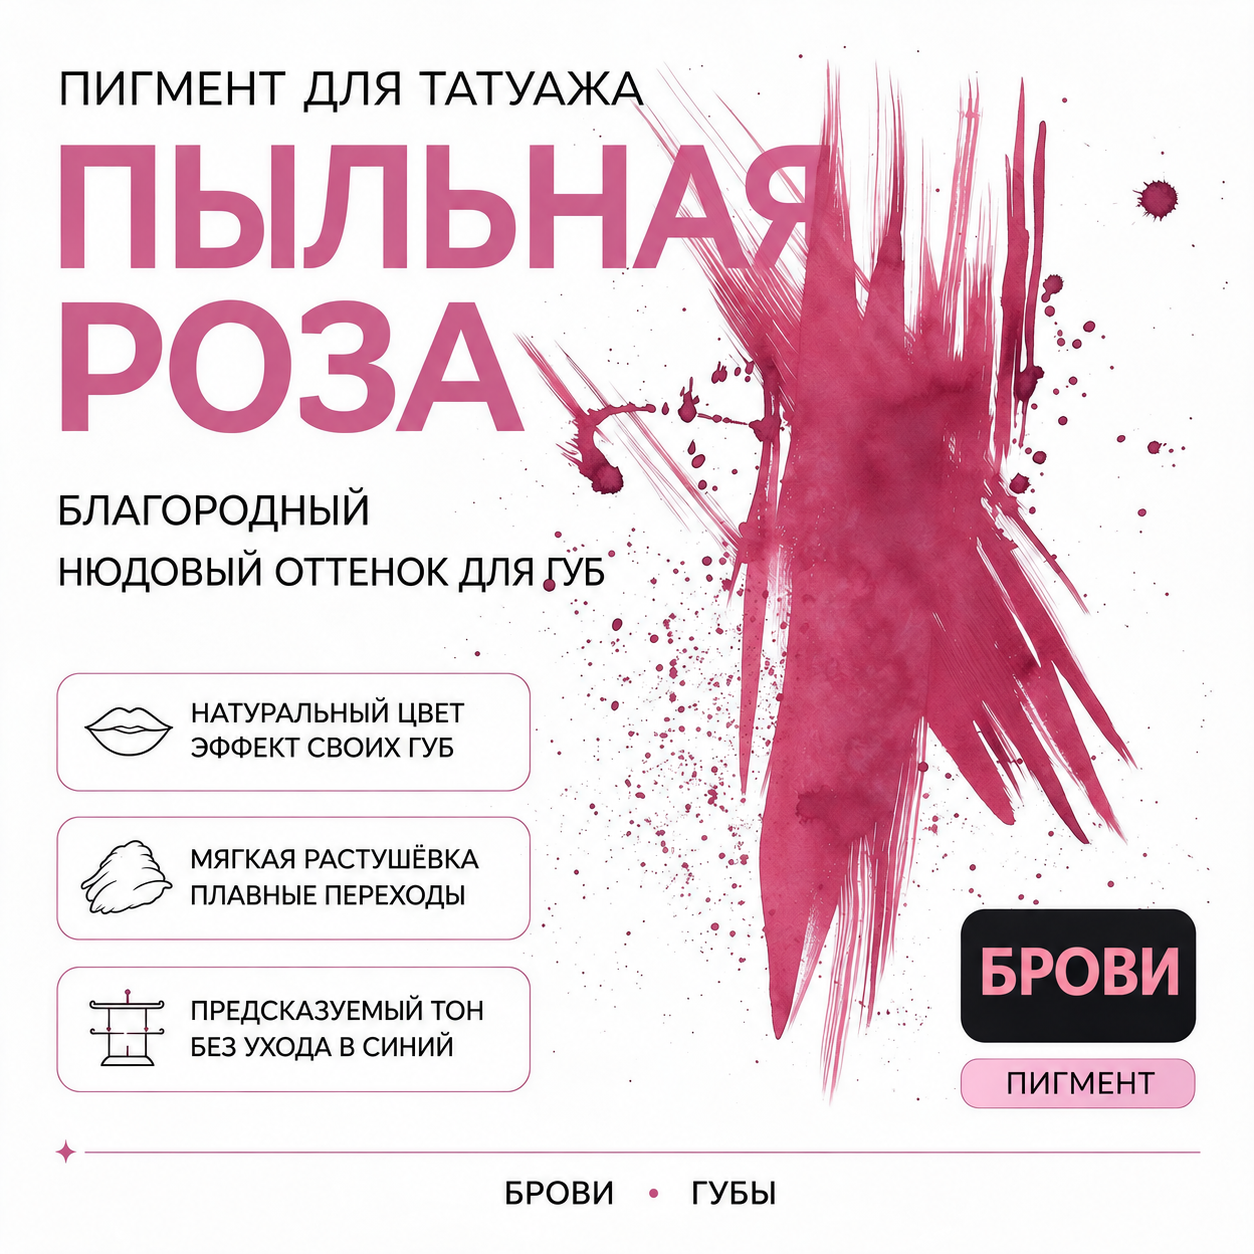 ПИГМЕНТ ДЛЯ ТАТУАЖА
ПЫЛЬНАЯ
РОЗА
БЛАГОРОДНЫЙ
НЮДОВЫЙ ОТТЕНОК ДЛЯ ГУБ
НАТУРАЛЬНЫЙ ЦВЕТ
ЭФФЕКТ СВОИХ ГУБ
МЯГКАЯ РАСТУШЁВКА
ПЛАВНЫЕ ПЕРЕХОДЫ
ПРЕДСКАЗУЕМЫЙ ТОН
БЕЗ УХОДА В СИНИЙ
БРОВИ
ПИГМЕНТ
БРОВИ • ГУБЫ